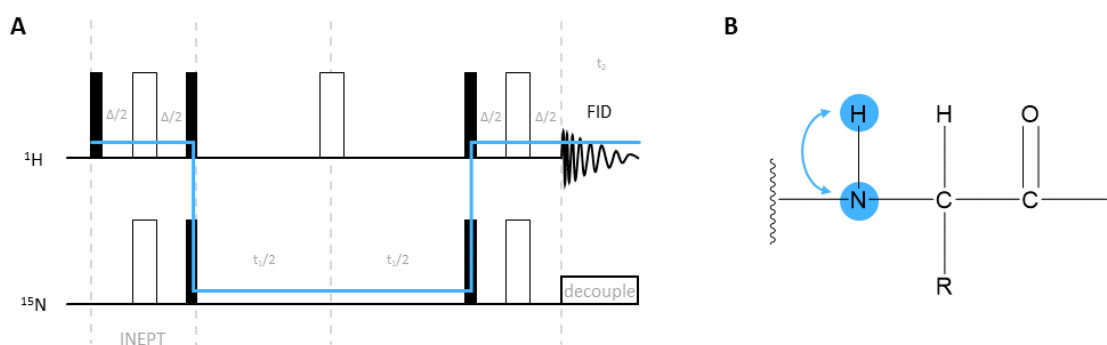 A
B
t₂
Δ/2
Δ/2
Δ/2
Δ/2
FID
¹H
t₁/2
t₁/2
¹⁵N
decouple
INEPT
H
H
O
N
C
C
R